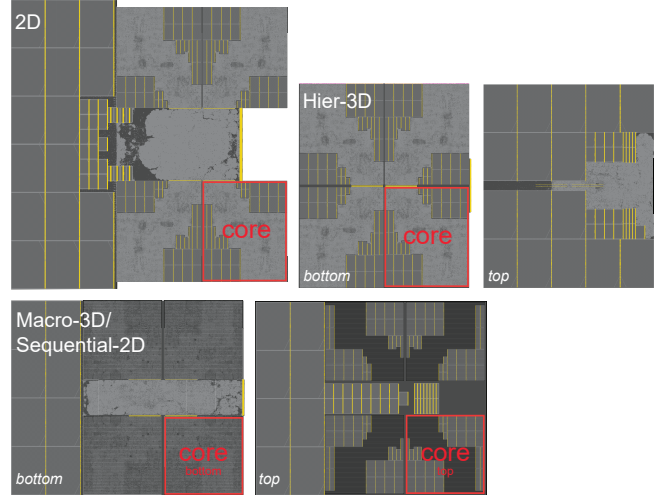 2D
core
Hier-3D
core
bottom
top
Macro-3D/
Sequential-2D
core
bottom
bottom
core
top
top